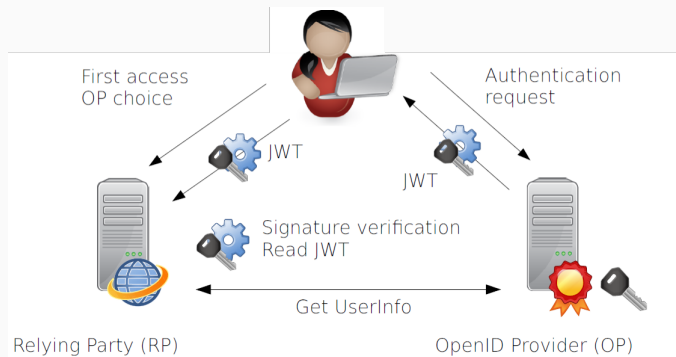 First access
OP choice
Authentication
request
JWT
JWT
Signature verification
Read JWT
Get UserInfo
Relying Party (RP)
OpenID Provider (OP)